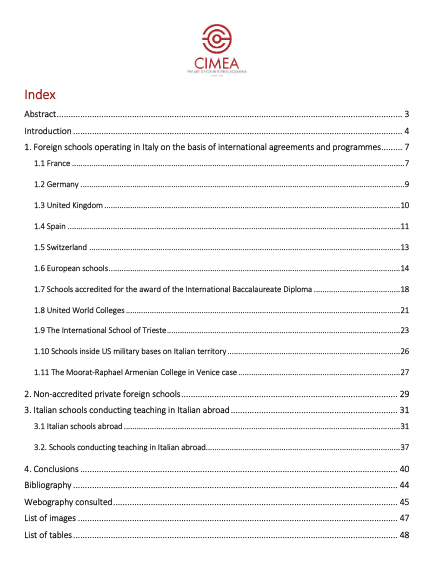 CIMEA
Index
Abstract 3
Introduction 4
1. Foreign schools operating in Italy on the basis of international agreements and programmes 7
1.1 France 7
1.2 Germany 9
1.3 United Kingdom 10
1.4 Spain 11
1.5 Switzerland 13
1.6 European schools 14
1.7 Schools accredited for the award of the International Baccalaureate Diploma 18
1.8 United World Colleges 21
1.9 The International School of Trieste 23
1.10 Schools inside US military bases on Italian territory 26
1.11 The Moorat-Raphael Armenian College in Venice case 27
2. Non-accredited private foreign schools 29
3. Italian schools conducting teaching in Italian abroad 31
3.1 Italian schools abroad 31
3.2. Schools conducting teaching in Italian abroad 37
4. Conclusions 40
Bibliography 44
Webography consulted 45
List of images 47
List of tables 48